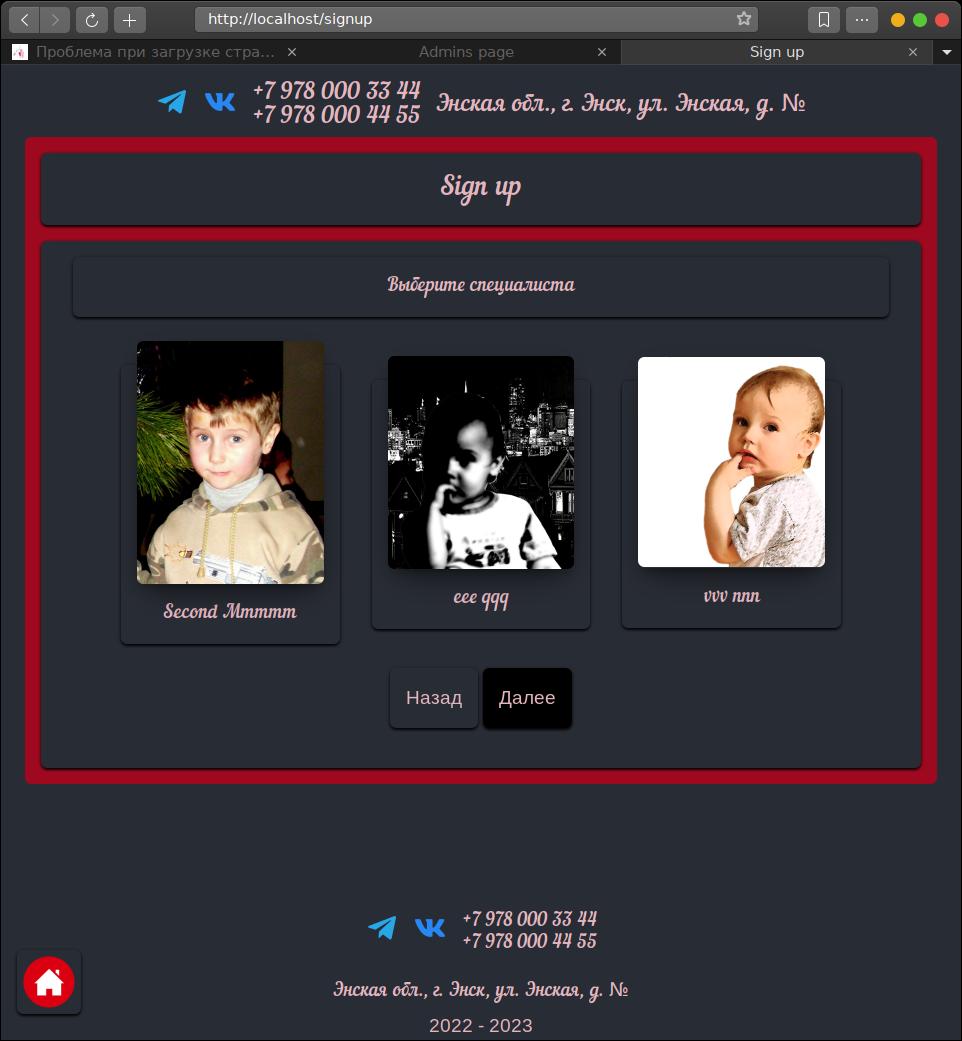 http://localhost/signup
Проблема при загрузке стра...
Admins page
Sign up
+7 978 000 33 44
+7 978 000 44 55
Энская обл., г. Энск, ул. Энская, д. №
Sign up
Выберите специалиста
Second Mmmmm
eee qqq
vvv nnn
Назад
Далее
+7 978 000 33 44
+7 978 000 44 55
Энская обл., г. Энск, ул. Энская, д. №
2022 - 2023